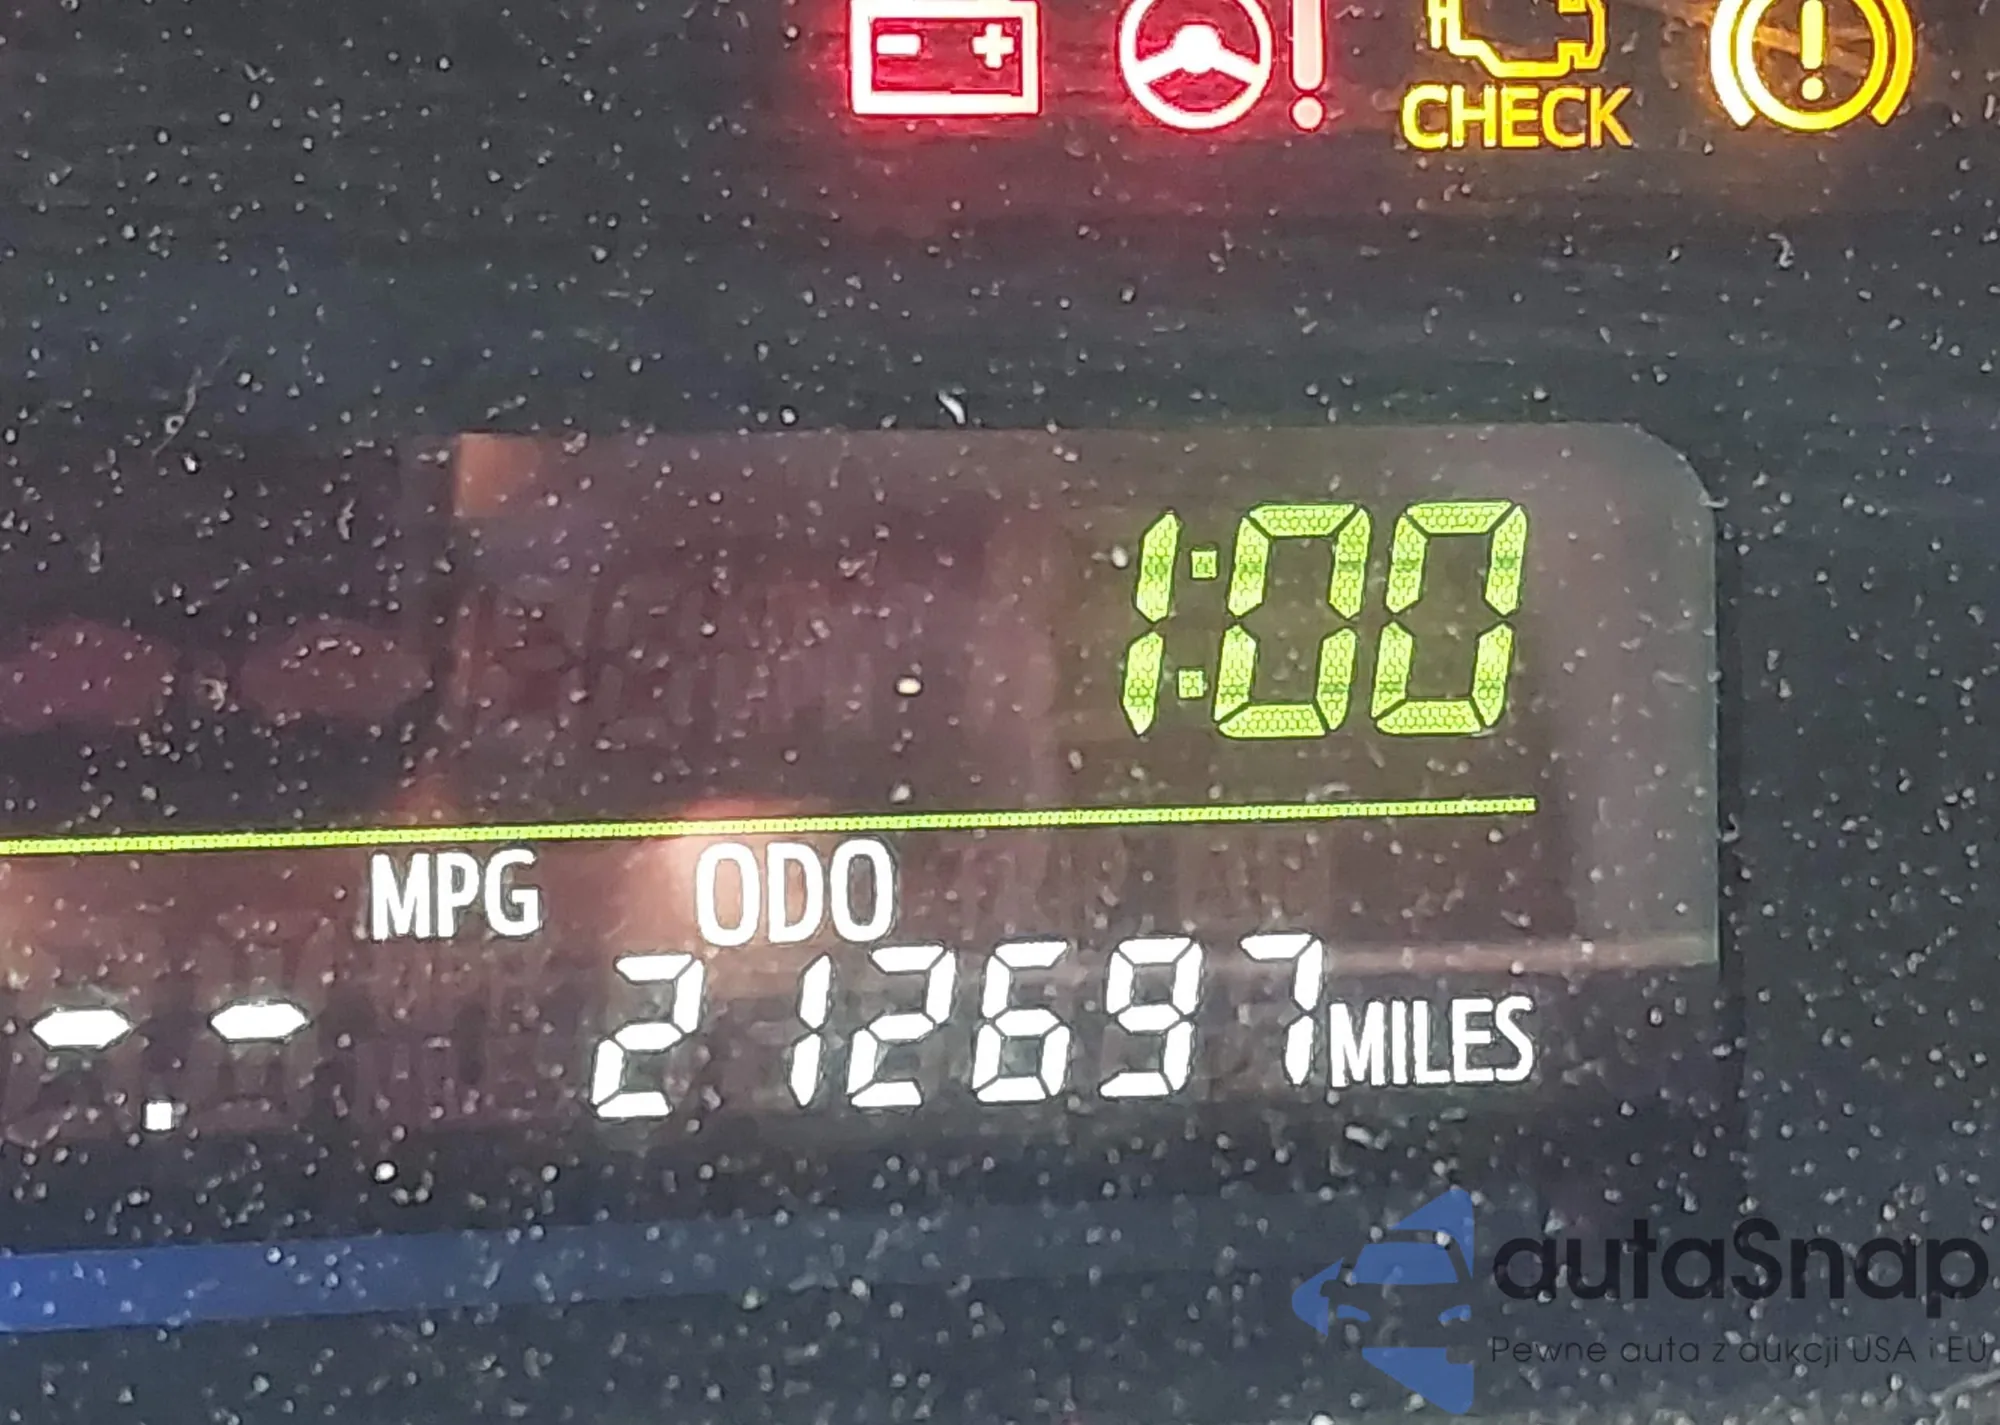 CHECK
1:00
MPG ODO
-.- 212697 MILES
autaSnap
Pewne auta z aukcji USA i EU